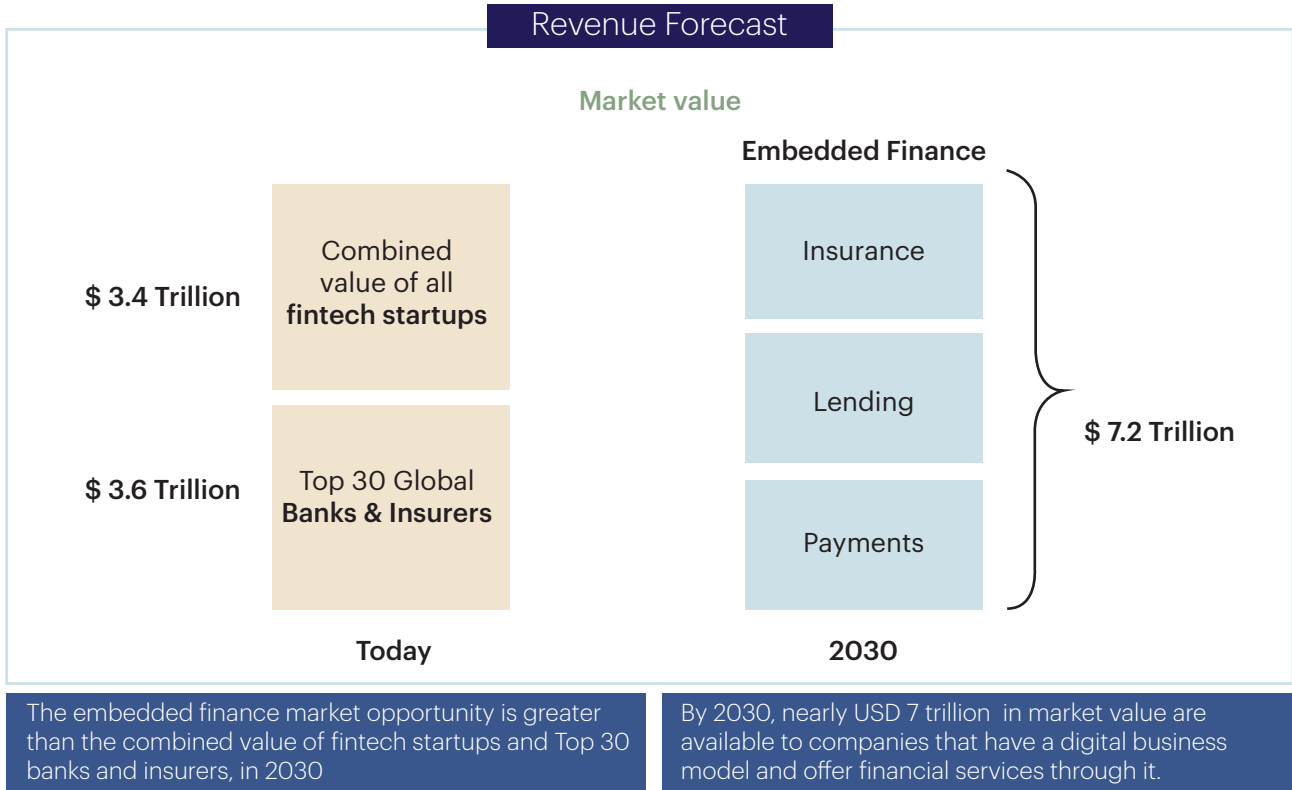 Revenue Forecast
Market value
$ 3.4 Trillion
Combined
value of all
fintech startups
$ 3.6 Trillion
Top 30 Global
Banks & Insurers
Today
Embedded Finance
Insurance
Lending
Payments
$ 7.2 Trillion
2030
The embedded finance market opportunity is greater
than the combined value of fintech startups and Top 30
banks and insurers, in 2030
By 2030, nearly USD 7 trillion in market value are
available to companies that have a digital business
model and offer financial services through it.